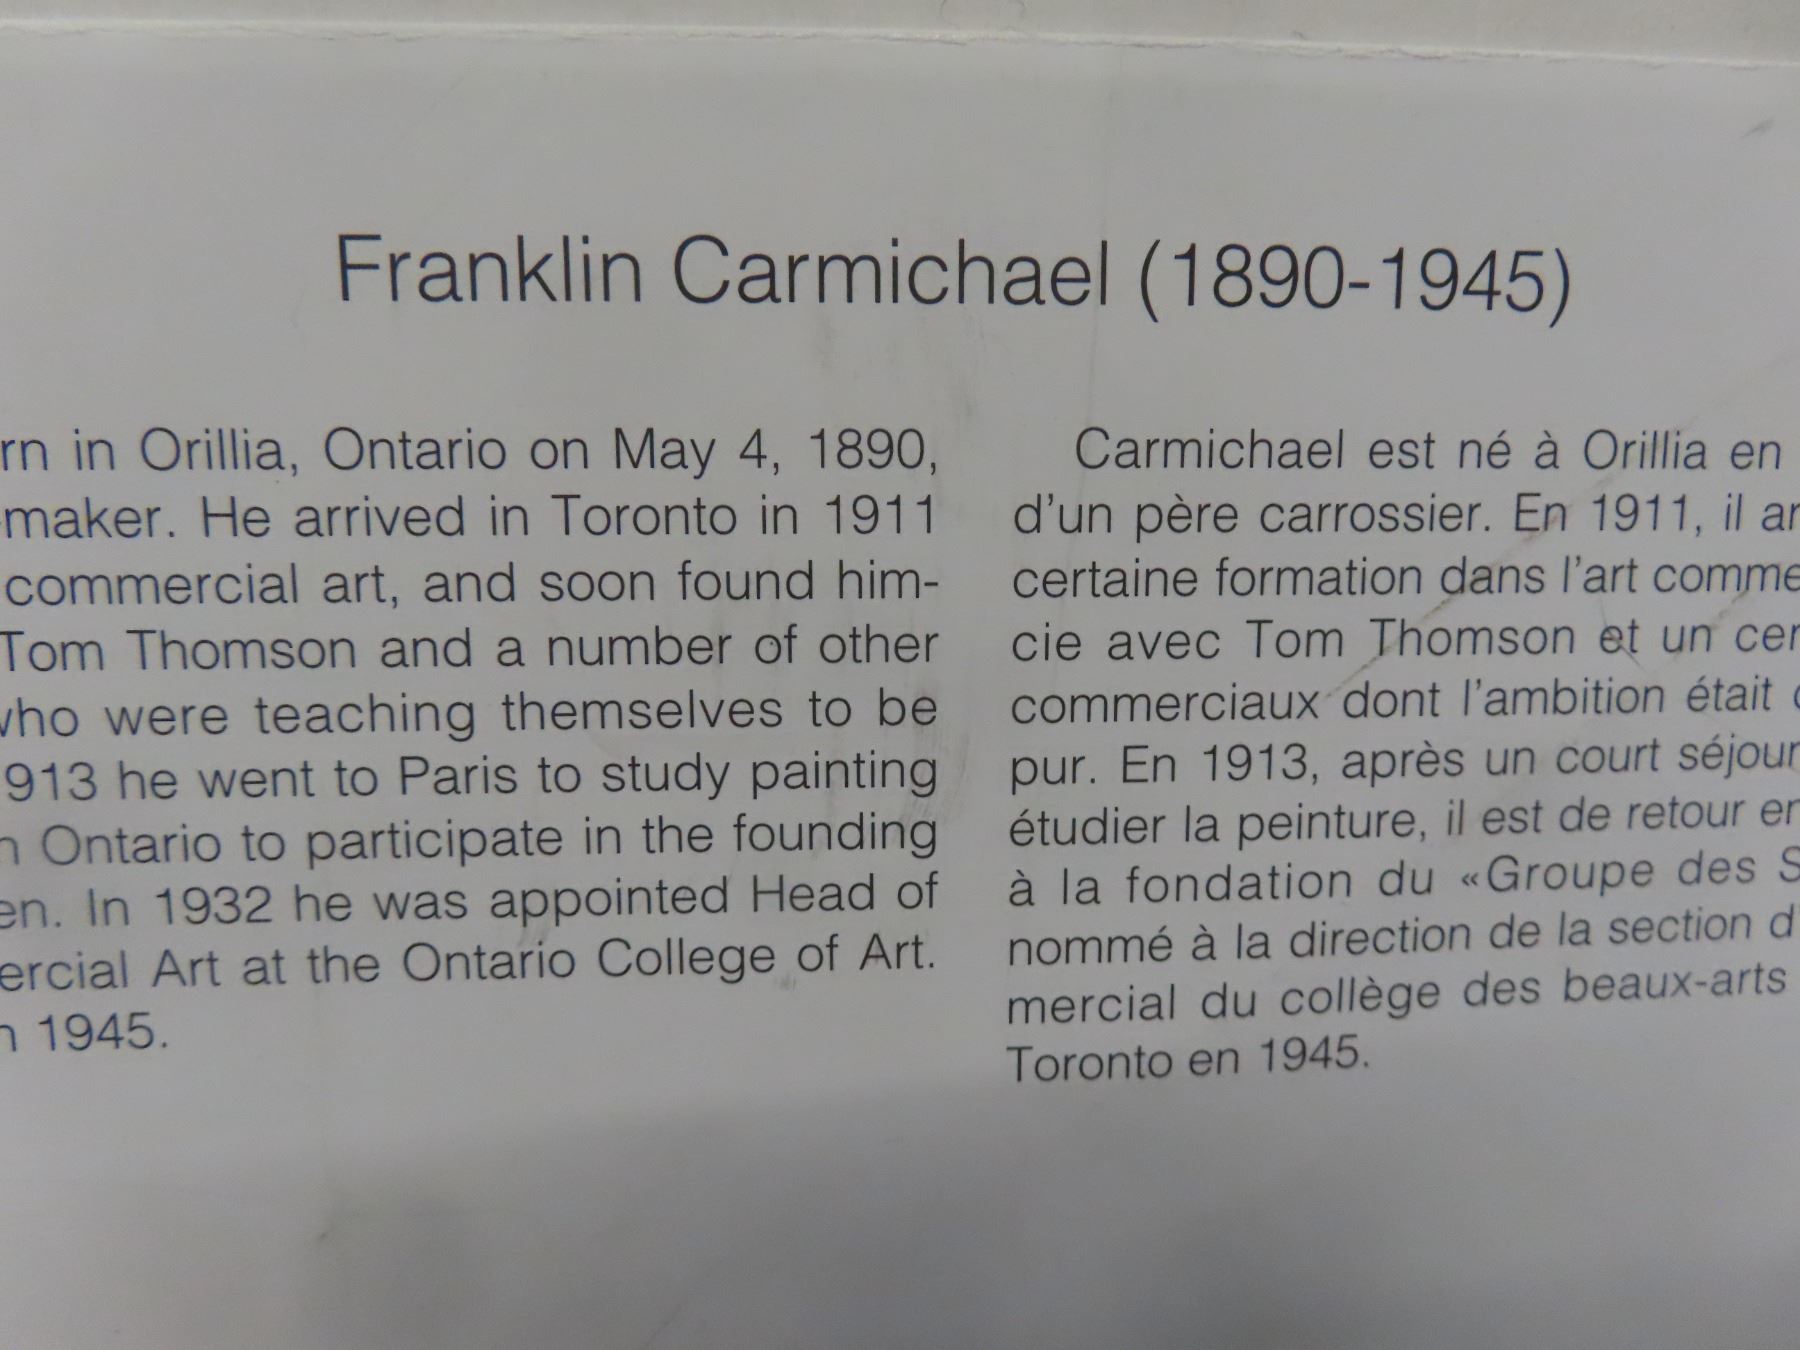 Franklin Carmichael (1890-1945)
rn in Orillia, Ontario on May 4, 1890,
-maker. He arrived in Toronto in 1911
commercial art, and soon found him-
Tom Thomson and a number of other
who were teaching themselves to be
1913 he went to Paris to study painting
n Ontario to participate in the founding
en. In 1932 he was appointed Head of
ercial Art at the Ontario College of Art.
n 1945.
Carmichael est né à Orillia en
d'un père carrossier. En 1911, il ar
certaine formation dans l'art comme
cie avec Tom Thomson et un cer
commerciaux dont l'ambition était
pur. En 1913, après un court séjour
étudier la peinture, il est de retour en
à la fondation du «Groupe des S
nommé à la direction de la section d'
mercial du collège des beaux-arts
Toronto en 1945.